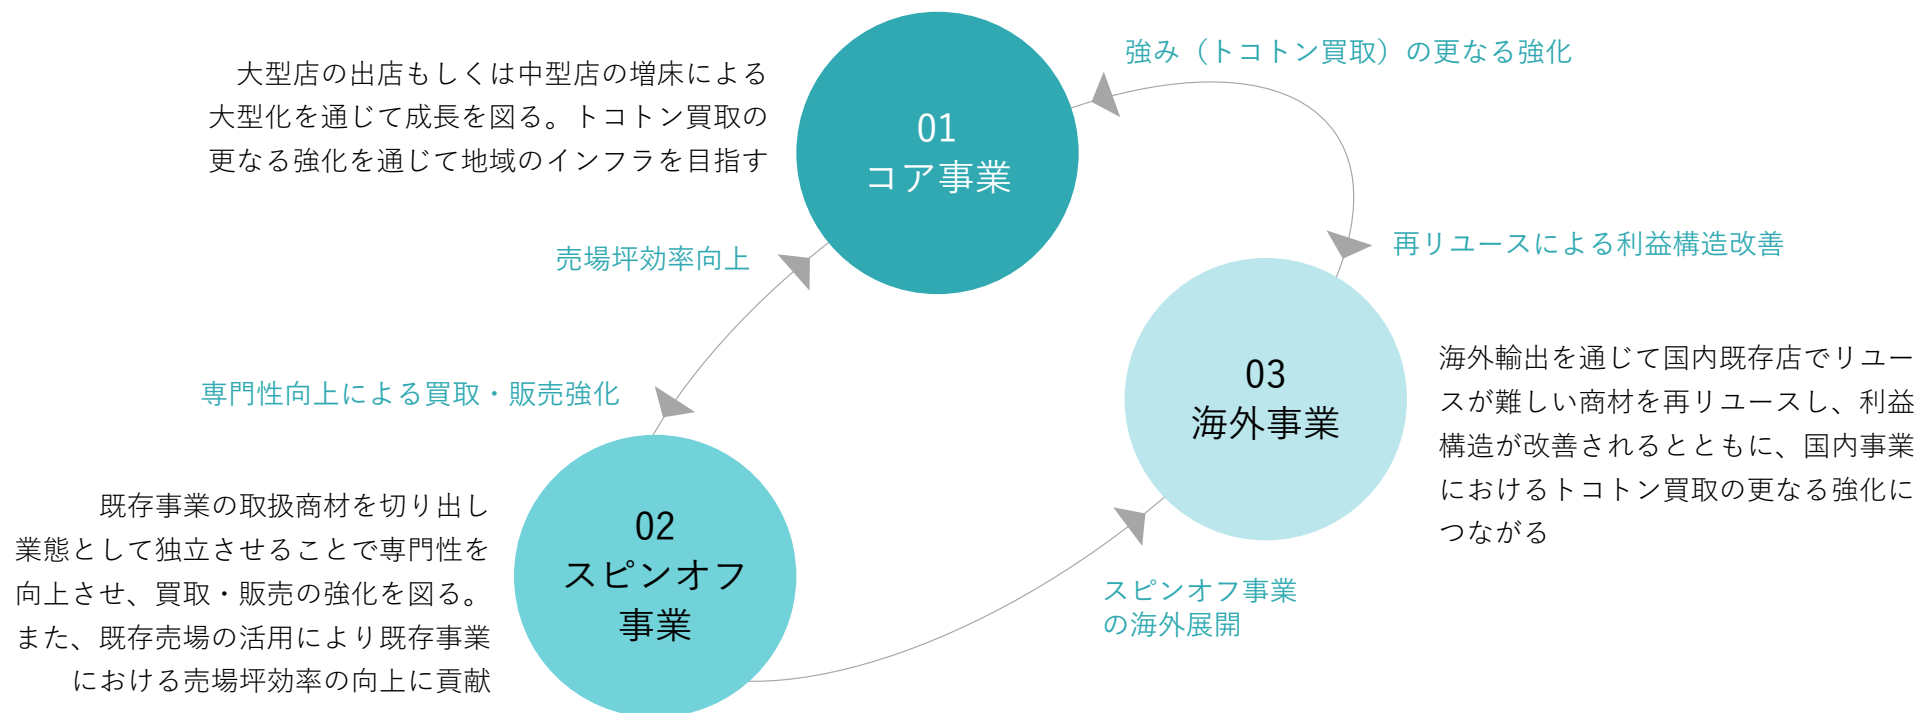 強み（トコトン買取）の更なる強化
大型店の出店もしくは中型店の増床による
大型化を通じて成長を図る。トコトン買取の
更なる強化を通じて地域のインフラを目指す
01
コア事業
売場坪効率向上
再リユースによる利益構造改善
専門性向上による買取・販売強化
03
海外事業
海外輸出を通じて国内既存店でリユー
スが難しい商材を再リユースし、利益
構造が改善されるとともに、国内事業
におけるトコトン買取の更なる強化に
つながる
既存事業の取扱商材を切り出し
業態として独立させることで専門性を
向上させ、買取・販売の強化を図る。
また、既存売場の活用により既存事業
における売場坪効率の向上に貢献
02
スピンオフ
事業
スピンオフ事業
の海外展開